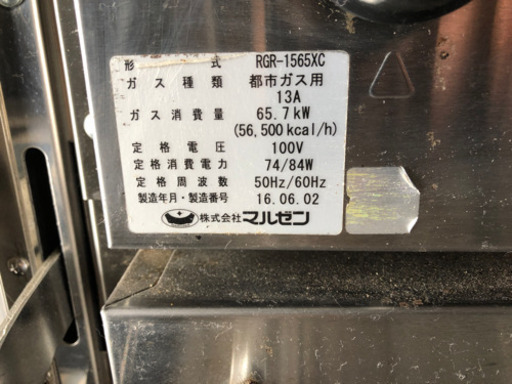 形 式 RGR-1565XC
ガス種類 都市ガス用
13A
ガス消費量 65.7kW
(56,500kcal/h)
定格電圧 100V
定格消費電力 74/84W
定格周波数 50Hz/60Hz
製造年月・製造番号 16.06.02
株式会社マルゼン